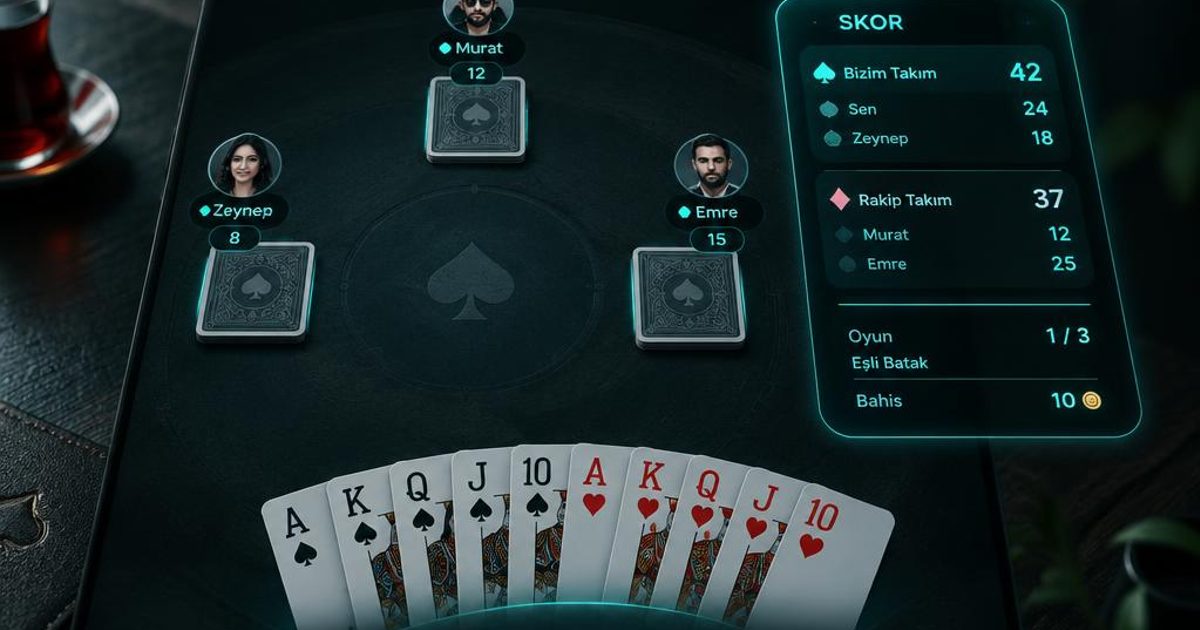 Murat
12
Zeynep
8
Emre
15
SKOR
Bizim Takım 42
Sen 24
Zeynep 18
Rakip Takım 37
Murat 12
Emre 25
Oyun 1 / 3
Eşli Batak
Bahis 10
A K Q J 10 A K Q J 10